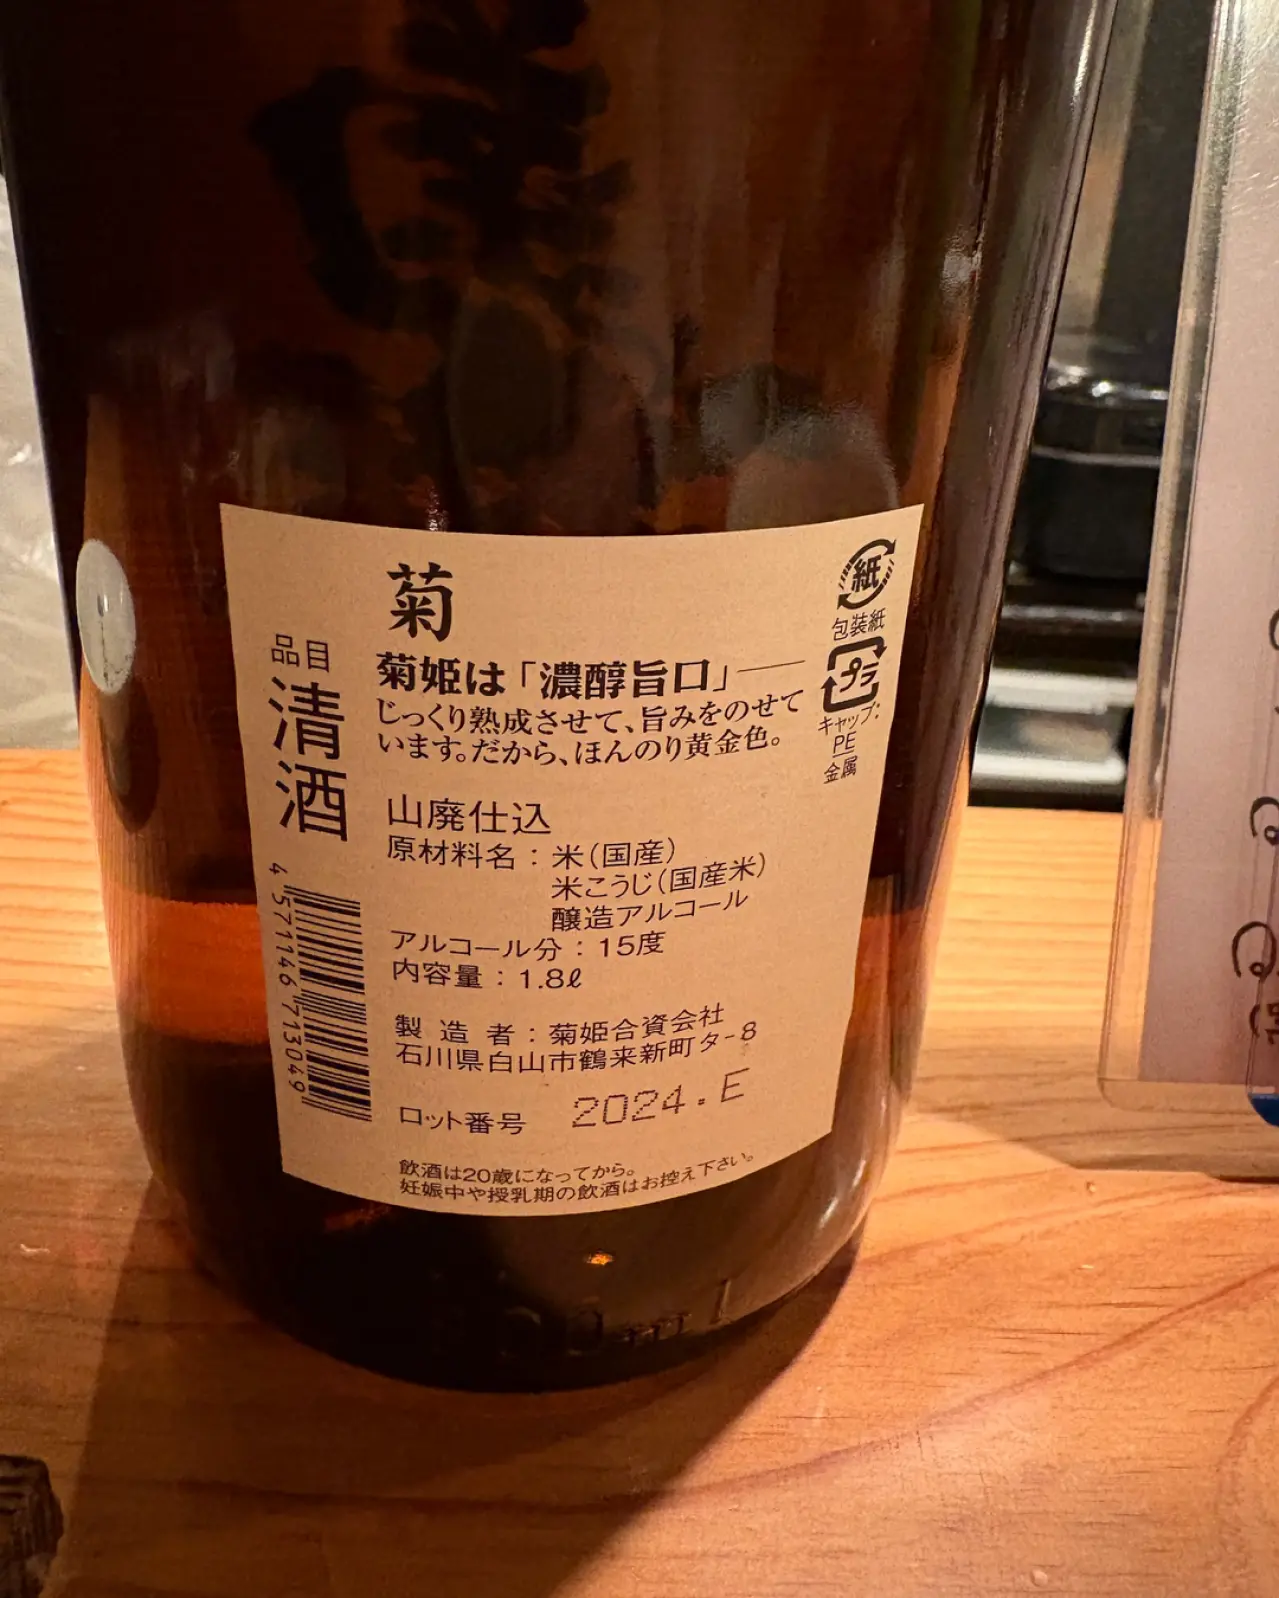 菊
品目
清酒
菊姫は「濃醇旨口」――
じっくり熟成させて、旨みをのせて
います。だから、ほんのり黄金色。
山廃仕込
原材料名：米(国産)
米こうじ(国産米)
醸造アルコール
アルコール分：15度
内容量：1.8ℓ
製造者：菊姫合資会社
石川県白山市鶴来新町タ-8
ロット番号 2024.E
飲酒は20歳になってから。
妊娠中や授乳期の飲酒はお控え下さい。
紙
包装紙
プラ
キャップ:
PE
金属
4 571146 713049